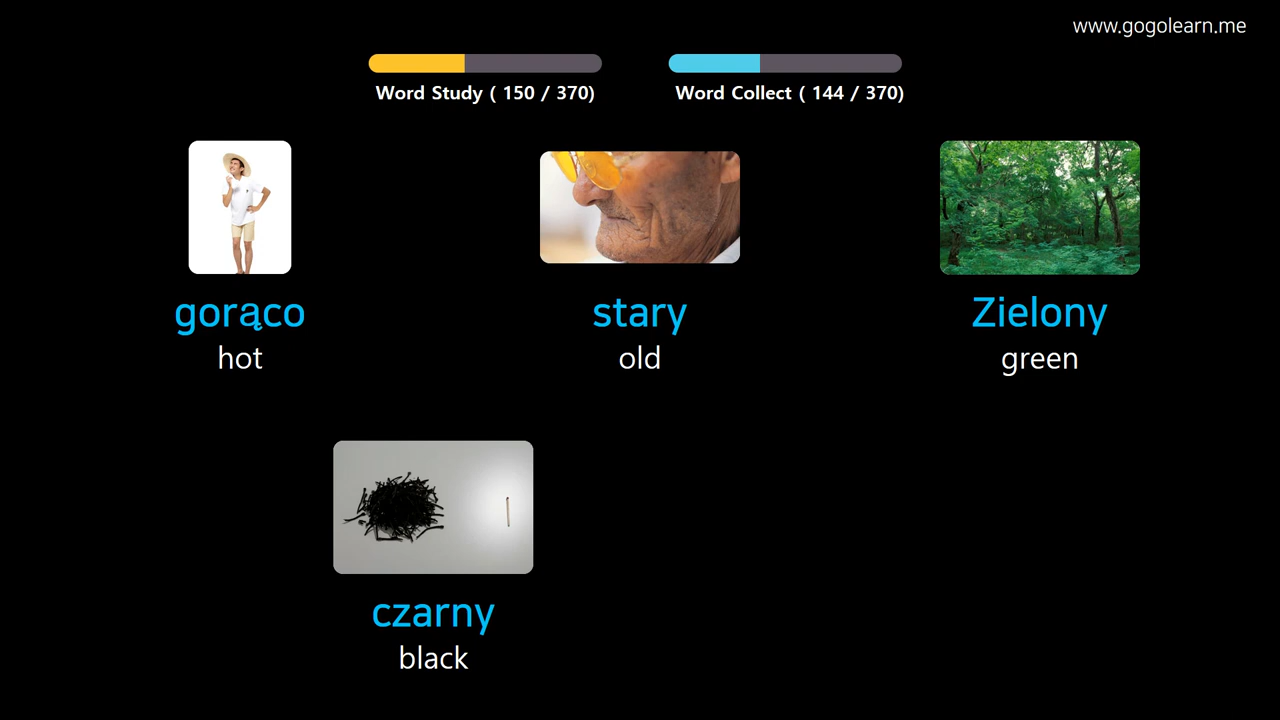 www.gogolearn.me
Word Study ( 150 / 370)
Word Collect ( 144 / 370)
gorąco
hot
stary
old
Zielony
green
czarny
black